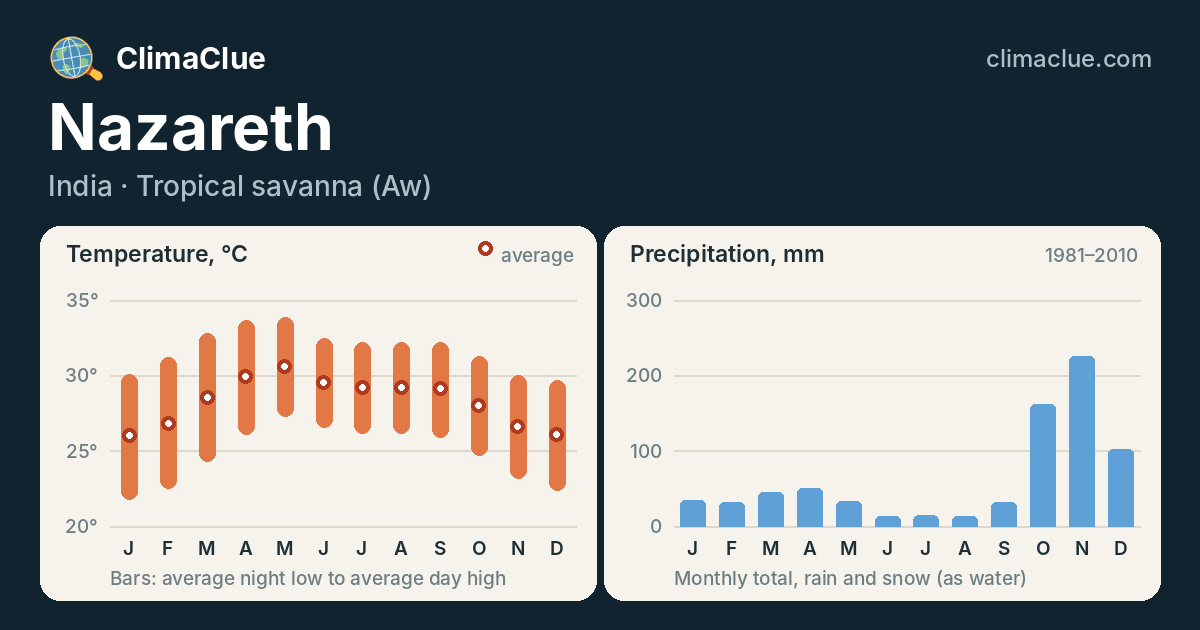 ClimaClue
climaclue.com
Nazareth
India · Tropical savanna (Aw)
Temperature, °C
average
35°
30°
25°
20°
J F M A M J J A S O N D
Bars: average night low to average day high
Precipitation, mm
1981–2010
300
200
100
0
J F M A M J J A S O N D
Monthly total, rain and snow (as water)